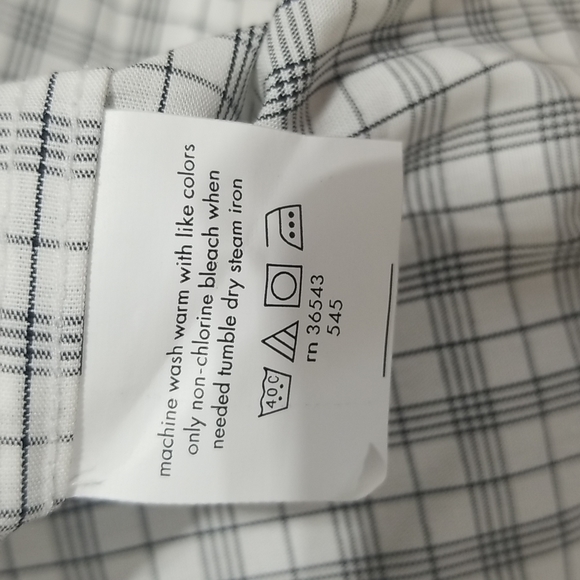 machine wash warm with like colors
only non-chlorine bleach when
needed tumble dry steam iron
40C
rn 36543
545